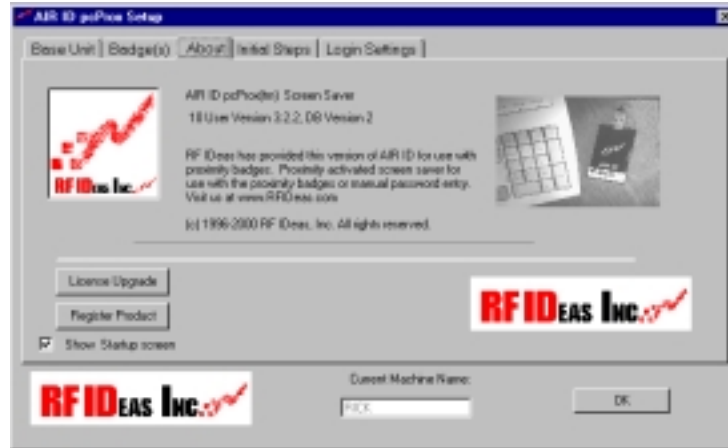 AIR ID pcProx Setup
Base Unit Badge(s) About Initial Steps Login Settings
AIR ID pcProx(tm) Screen Saver
10 User Version 3.2.2, DB Version 2
RF IDeas has provided this version of AIR ID for use with
proximity badges. Proximity activated screen saver for
use with the proximity badges or manual password entry.
Visit us at www.RFIDeas.com
(c) 1996-2000 RF IDeas, Inc. All rights reserved.
RF IDeas Inc.
License Upgrade
Register Product
Show Startup screen
RF IDEAS INC.
RF IDEAS INC.
Current Machine Name:
RICK
OK